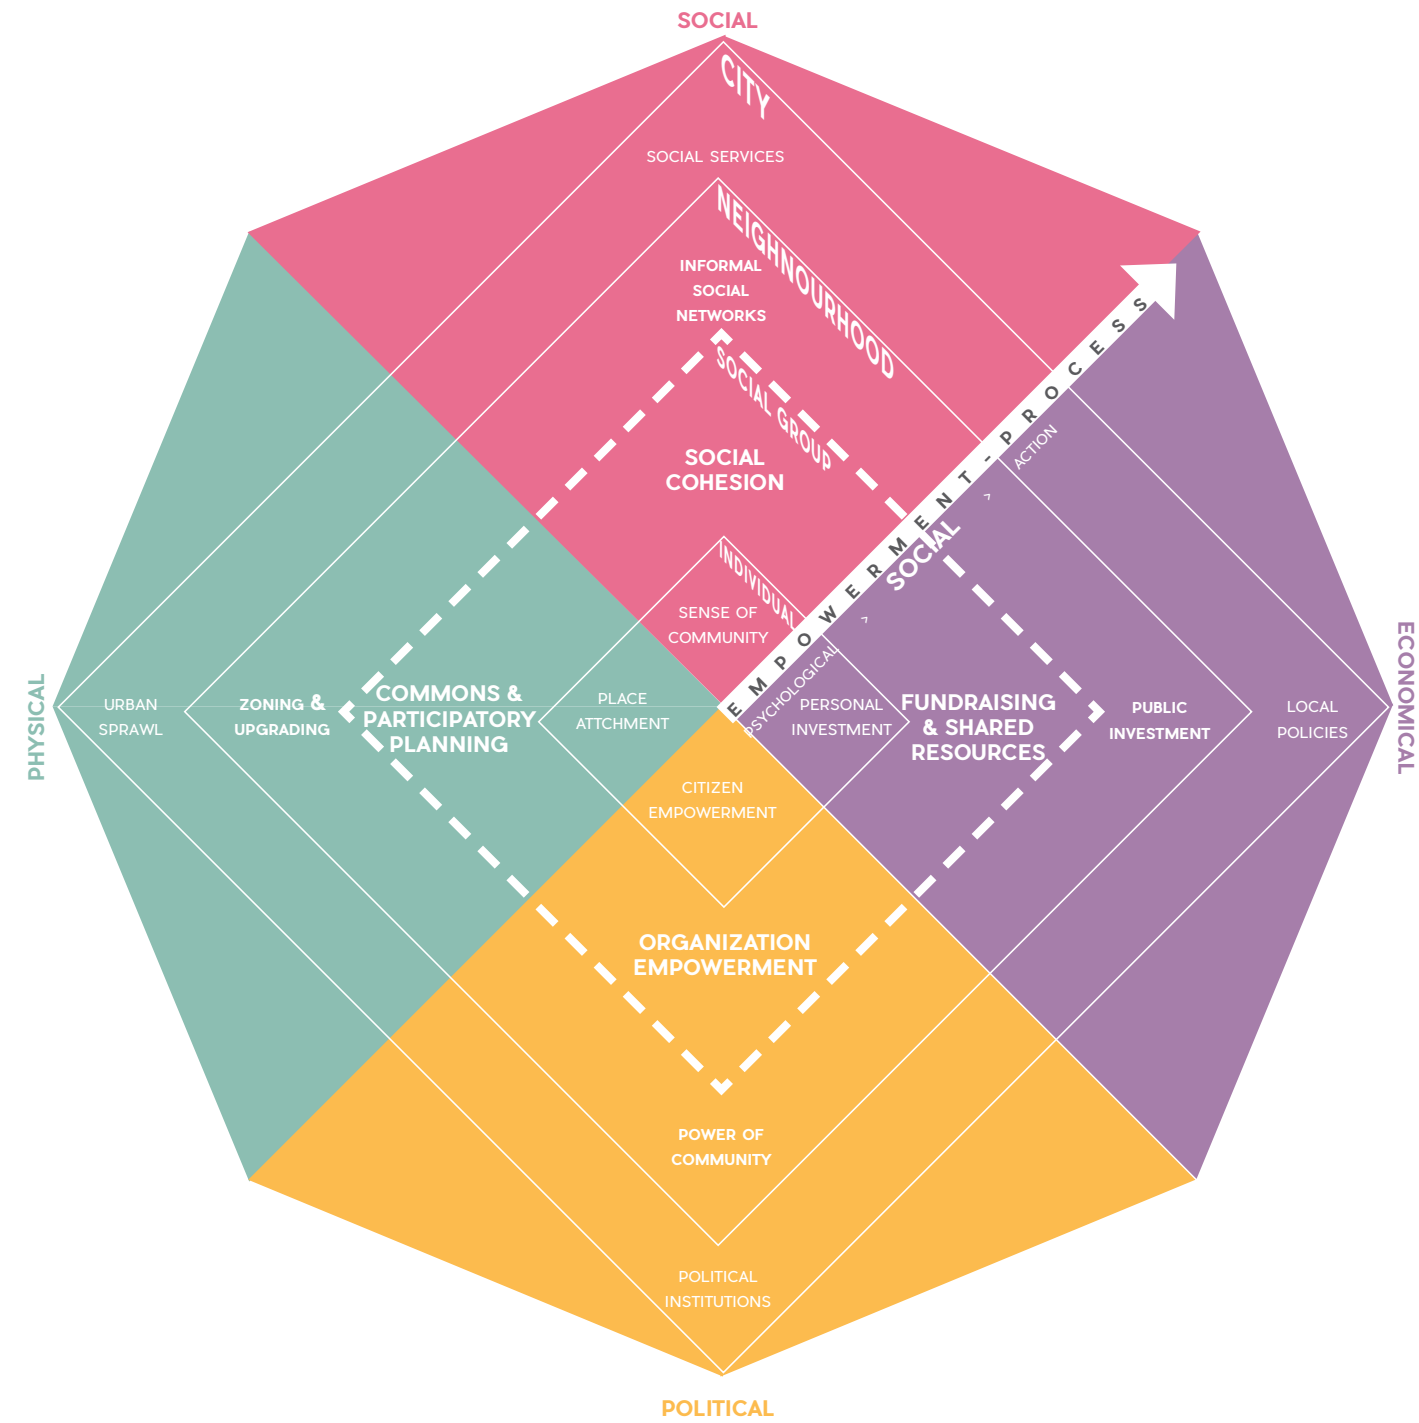 SOCIAL
CITY
SOCIAL SERVICES
NEIGHNOURHOOD
INFORMAL
SOCIAL
NETWORKS
SOCIAL GROUP
SOCIAL
COHESION
INDIVIDUAL
SENSE OF
COMMUNITY
EMPOWERMENT-PROCESS
PSYCHOLOGICAL
>
SOCIAL
>
ACTION
PHYSICAL
URBAN
SPRAWL
ZONING &
UPGRADING
COMMONS &
PARTICIPATORY
PLANNING
PLACE
ATTCHMENT
PERSONAL
INVESTMENT
FUNDRAISING
& SHARED
RESOURCES
PUBLIC
INVESTMENT
LOCAL
POLICIES
ECONOMICAL
CITIZEN
EMPOWERMENT
ORGANIZATION
EMPOWERMENT
POWER OF
COMMUNITY
POLITICAL
INSTITUTIONS
POLITICAL